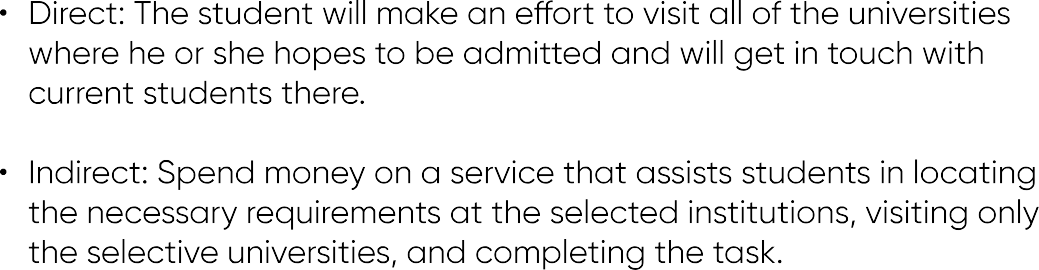 • Direct: The student will make an effort to visit all of the universities
where he or she hopes to be admitted and will get in touch with
current students there.
• Indirect: Spend money on a service that assists students in locating
the necessary requirements at the selected institutions, visiting only
the selective universities, and completing the task.